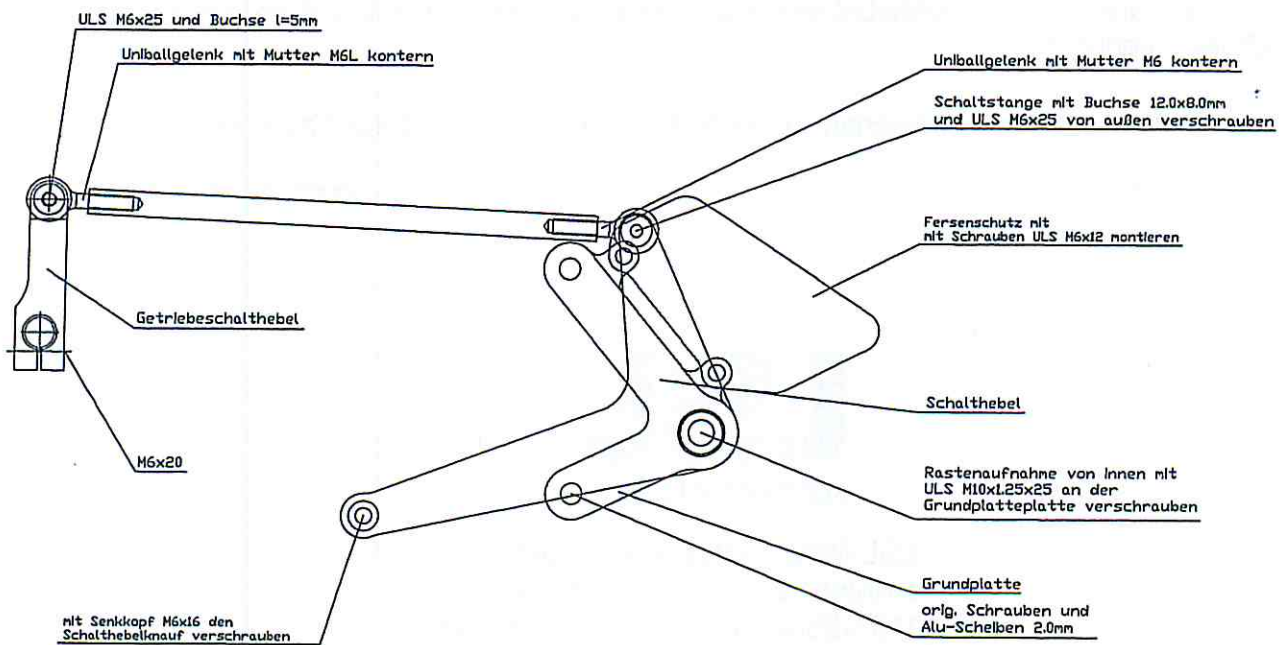 ULS M6x25 und Buchse l=5mm
Uniballgelenk mit Mutter M6L kontern
Uniballgelenk mit Mutter M6 kontern
Schaltstange mit Buchse 12.0x8.0mm
und ULS M6x25 von außen verschrauben
Fersenschutz mit
mit Schrauben ULS M6x12 montieren
Getriebeschalthebel
Schalthebel
M6x20
Rastenaufnahme von innen mit
ULS M10x1.25x25 an der
Grundplatteplatte verschrauben
Grundplatte
orig. Schrauben und
Alu-Scheiben 2.0mm
mit Senkkopf M6x16 den
Schalthebelknauf verschrauben